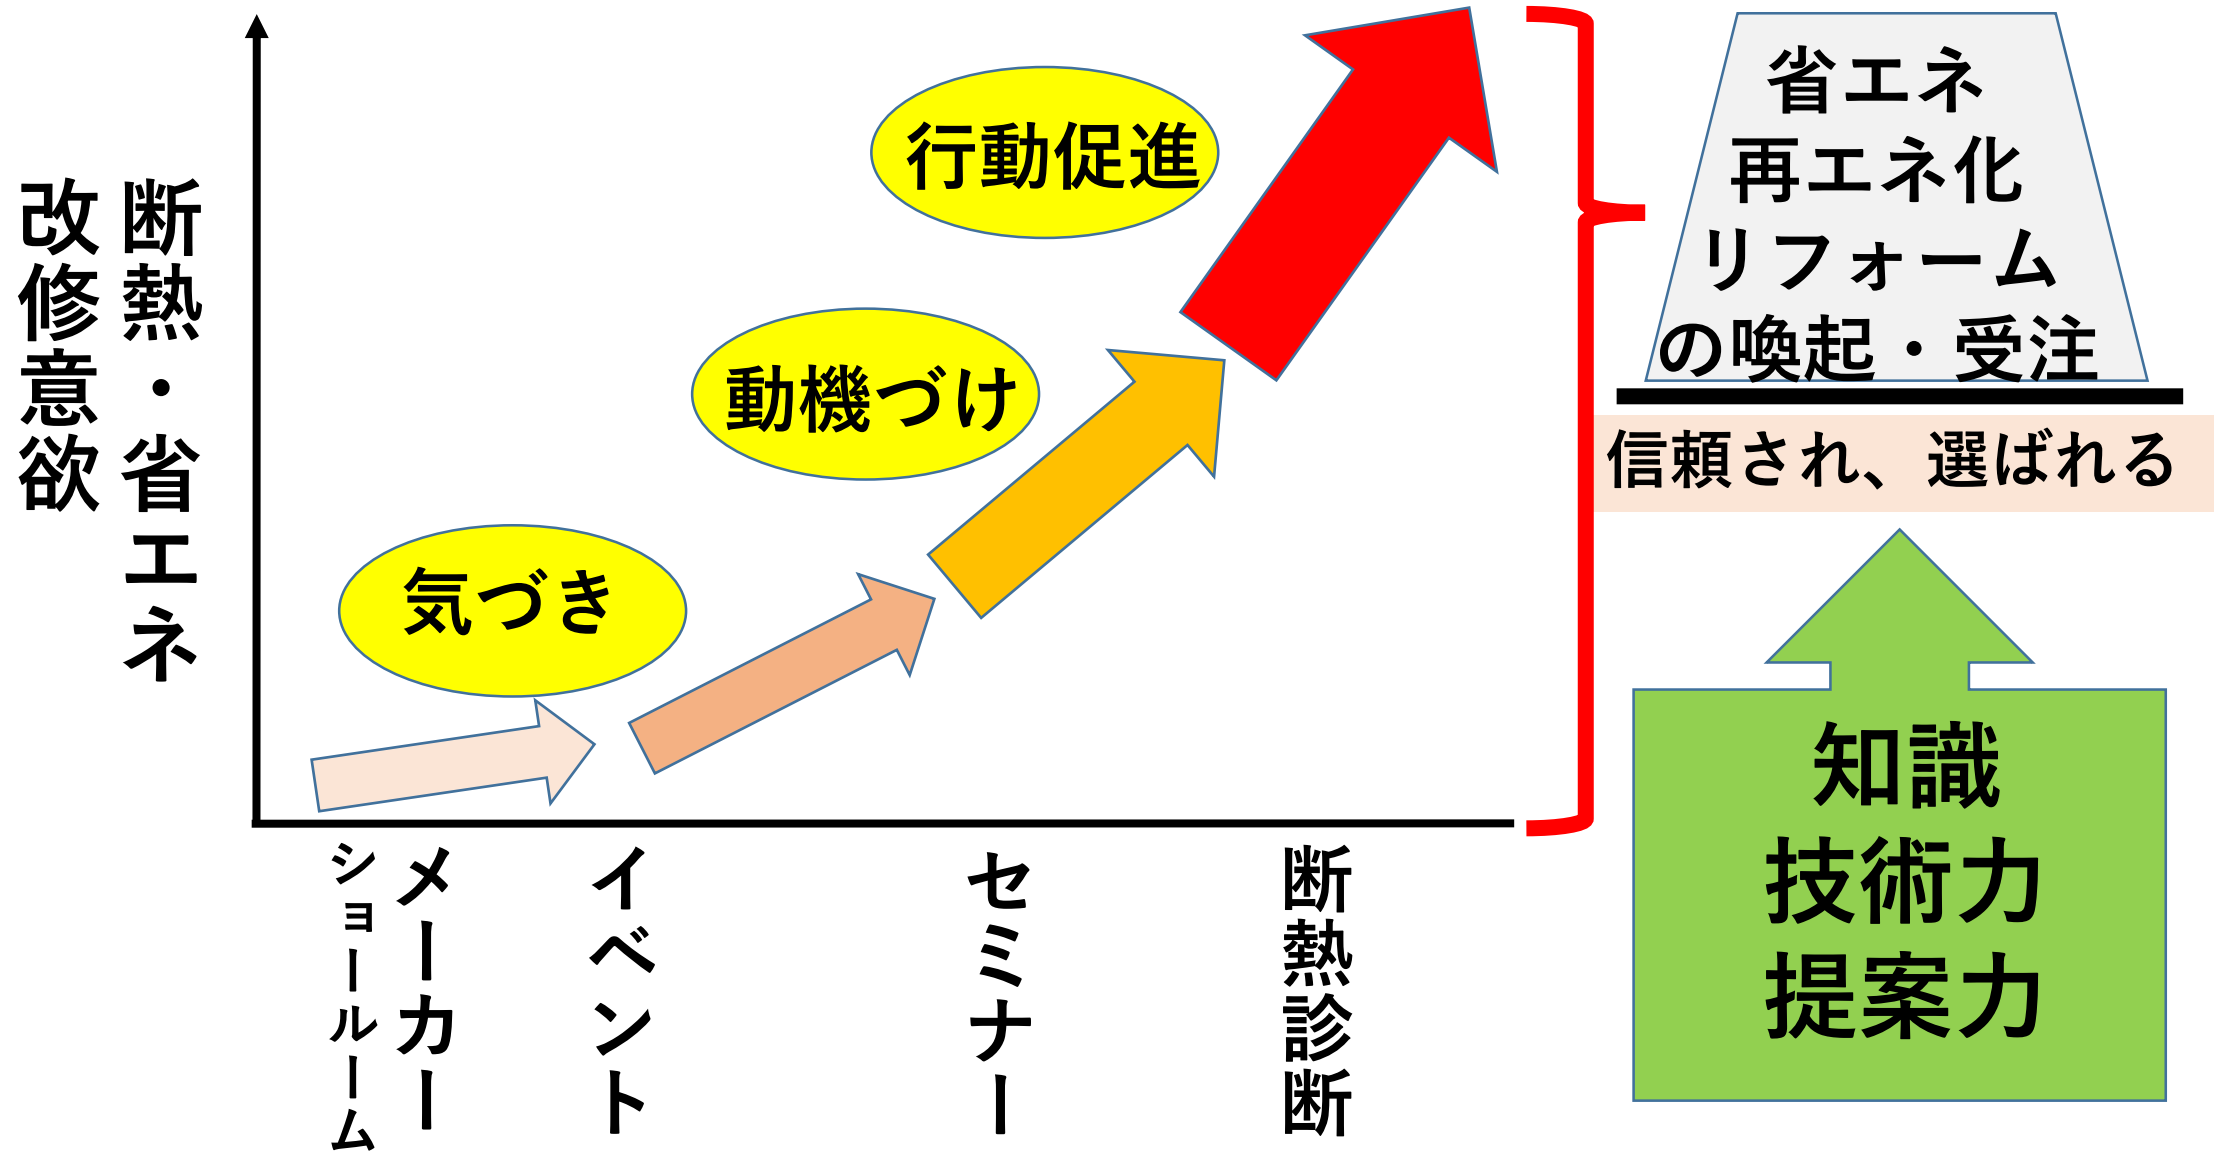 断熱・省エネ
改修意欲
気づき
動機づけ
行動促進
メーカー
ショールーム
イベント
セミナー
断熱診断
省エネ
再エネ化
リフォーム
の喚起・受注
信頼され、選ばれる
知識
技術力
提案力